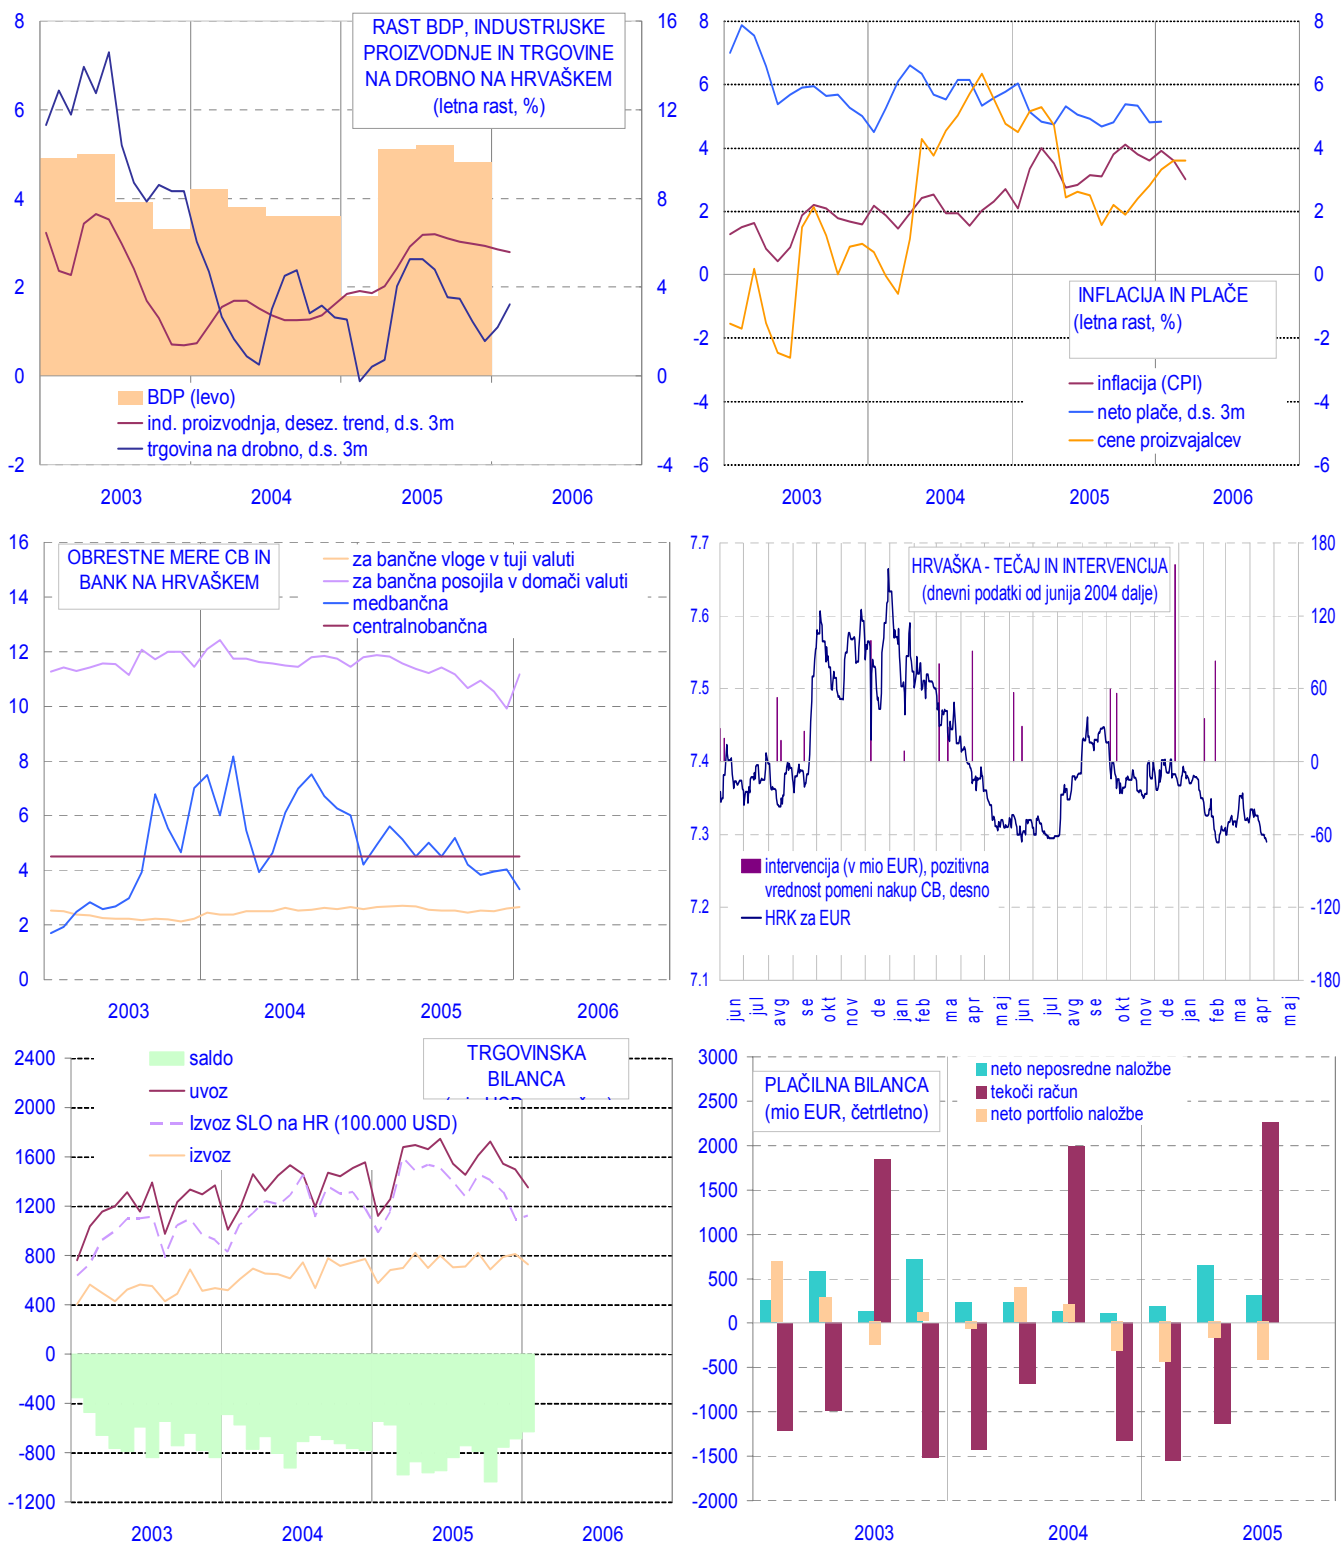 RAST BDP, INDUSTRIJSKE
PROIZVODNJE IN TRGOVINE
NA DROBNO NA HRVAŠKEM
(letna rast, %)
8
6
4
2
0
-2
16
12
8
4
0
-4
BDP (levo)
ind. proizvodnja, desez. trend, d.s. 3m
trgovina na drobno, d.s. 3m
2003 2004 2005 2006
8
6
4
2
0
-2
-4
-6
8
6
4
2
0
-2
-4
-6
INFLACIJA IN PLAČE
(letna rast, %)
inflacija (CPI)
neto plače, d.s. 3m
cene proizvajalcev
2003 2004 2005 2006
OBRESTNE MERE CB IN
BANK NA HRVAŠKEM
za bančne vloge v tuji valuti
za bančna posojila v domači valuti
medbančna
centralnobančna
16
14
12
10
8
6
4
2
0
2003 2004 2005 2006
HRVAŠKA - TEČAJ IN INTERVENCIJA
(dnevni podatki od junija 2004 dalje)
7.7
7.6
7.5
7.4
7.3
7.2
7.1
180
120
60
0
-60
-120
-180
intervencija (v mio EUR), pozitivna
vrednost pomeni nakup CB, desno
HRK za EUR
jun jul avg se okt nov de jan feb ma apr maj jun jul avg se okt nov de jan feb ma apr maj
TRGOVINSKA
BILANCA
saldo
uvoz
Izvoz SLO na HR (100.000 USD)
izvoz
2400
2000
1600
1200
800
400
0
-400
-800
-1200
2003 2004 2005 2006
PLAČILNA BILANCA
(mio EUR, četrtletno)
neto neposredne naložbe
tekoči račun
neto portfolio naložbe
3000
2500
2000
1500
1000
500
0
-500
-1000
-1500
-2000
2003 2004 2005